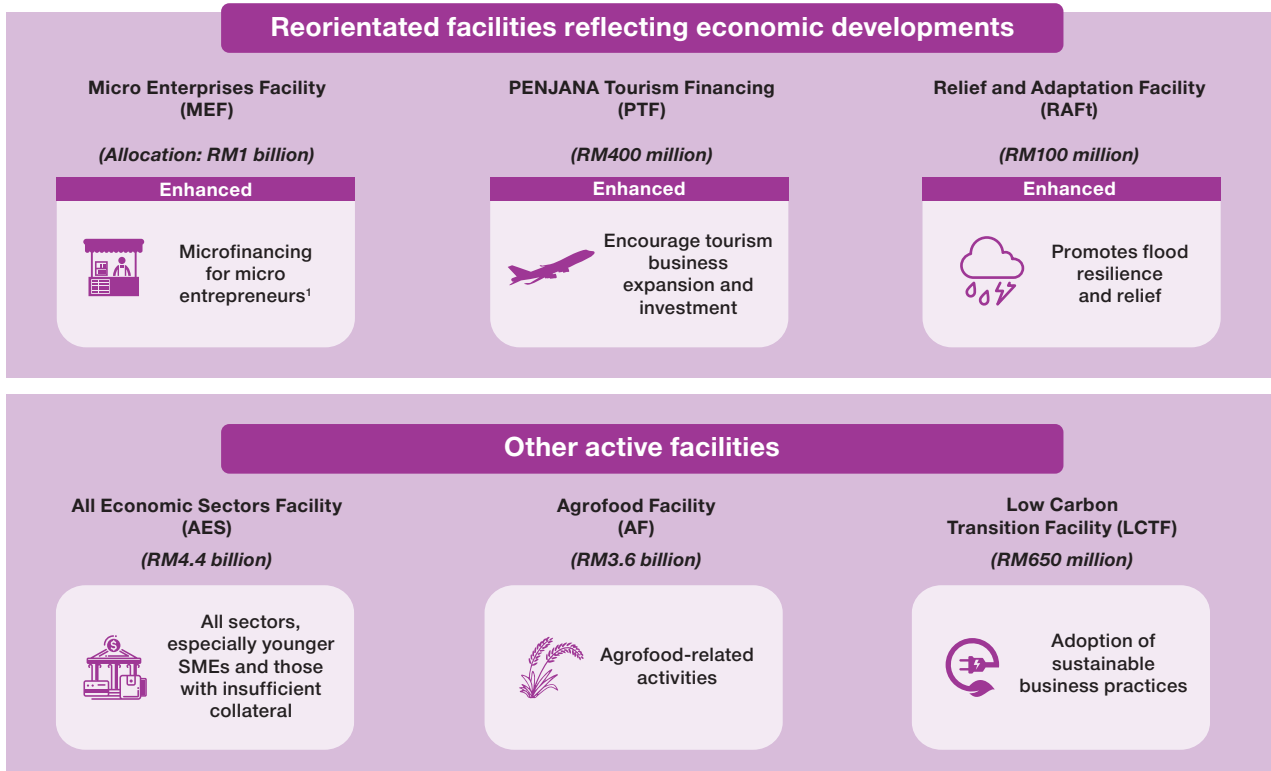 Reorientated facilities reflecting economic developments
Micro Enterprises Facility
(MEF)
(Allocation: RM1 billion)
Enhanced
Microfinancing
for micro
entrepreneurs¹
PENJANA Tourism Financing
(PTF)
(RM400 million)
Enhanced
Encourage tourism
business
expansion and
investment
Relief and Adaptation Facility
(RAFt)
(RM100 million)
Enhanced
Promotes flood
resilience
and relief
Other active facilities
All Economic Sectors Facility
(AES)
(RM4.4 billion)
All sectors,
especially younger
SMEs and those
with insufficient
collateral
Agrofood Facility
(AF)
(RM3.6 billion)
Agrofood-related
activities
Low Carbon
Transition Facility (LCTF)
(RM650 million)
Adoption of
sustainable
business practices